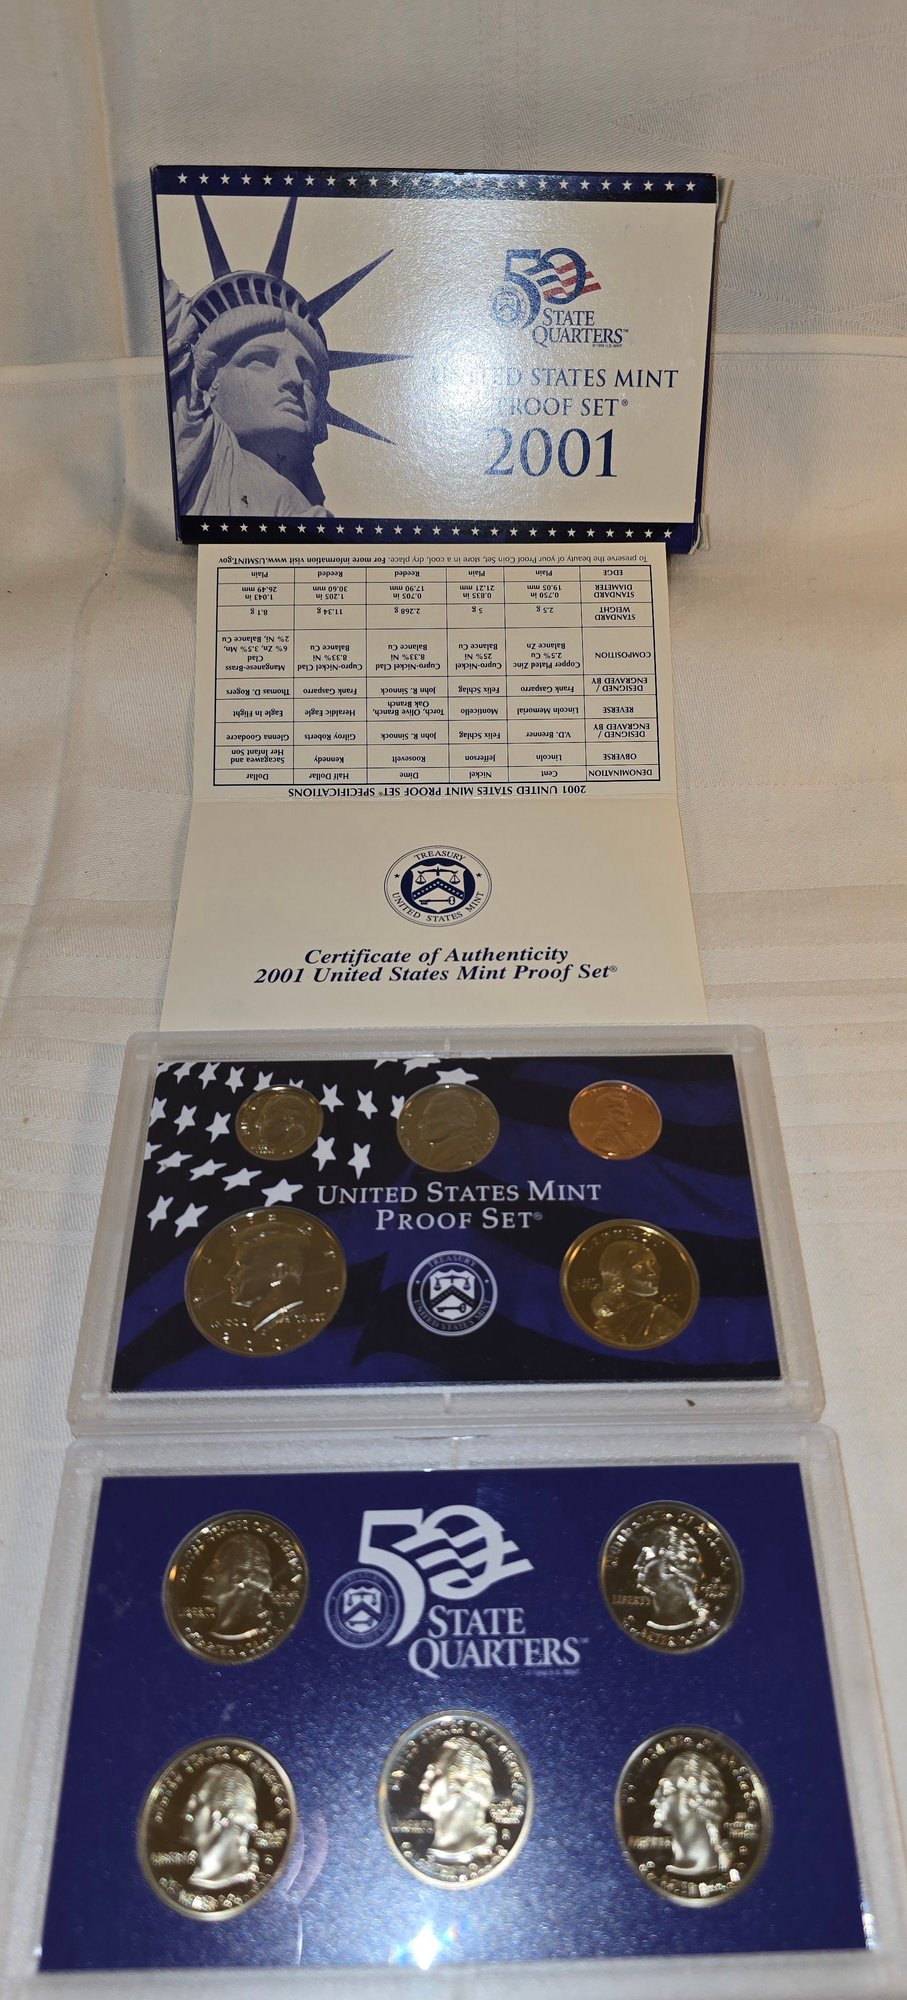 50
STATE
QUARTERS™
© 1998 U.S. MINT
UNITED STATES MINT
PROOF SET®
2001
2001 UNITED STATES MINT PROOF SET® SPECIFICATIONS
DENOMINATION Cent Nickel Dime Half Dollar Dollar
OBVERSE Lincoln Jefferson Roosevelt Kennedy Sacagawea and Her Infant Son
DESIGNED / ENGRAVED BY V.D. Brenner Felix Schlag John R. Sinnock Gilroy Roberts Glenna Goodacre
REVERSE Lincoln Memorial Monticello Torch, Olive Branch, Oak Branch Heraldic Eagle Eagle In Flight
DESIGNED / ENGRAVED BY Frank Gasparro Felix Schlag John R. Sinnock Frank Gasparro Thomas D. Rogers
COMPOSITION Copper Plated Zinc 2.5% Cu Balance Zn Cupro-Nickel 25% Ni Balance Cu Cupro-Nickel Clad 8.33% Ni Balance Cu Cupro-Nickel Clad 8.33% Ni Balance Cu Manganese-Brass Clad 6% Zn, 3.5% Mn, 2% Ni, Balance Cu
STANDARD WEIGHT 2.5 g 5 g 2.268 g 11.34 g 8.1 g
STANDARD DIAMETER 0.750 in 19.05 mm 0.835 in 21.21 mm 0.705 in 17.90 mm 1.205 in 30.60 mm 1.043 in 26.49 mm
EDGE Plain Plain Reeded Reeded Plain
To preserve the beauty of your Proof Coin Set, store in a cool, dry place. For more information visit www.USMINT.gov
TREASURY
UNITED STATES MINT
Certificate of Authenticity
2001 United States Mint Proof Set®
UNITED STATES MINT
PROOF SET®
TREASURY
UNITED STATES MINT
50
STATE
QUARTERS™
LIBERTY